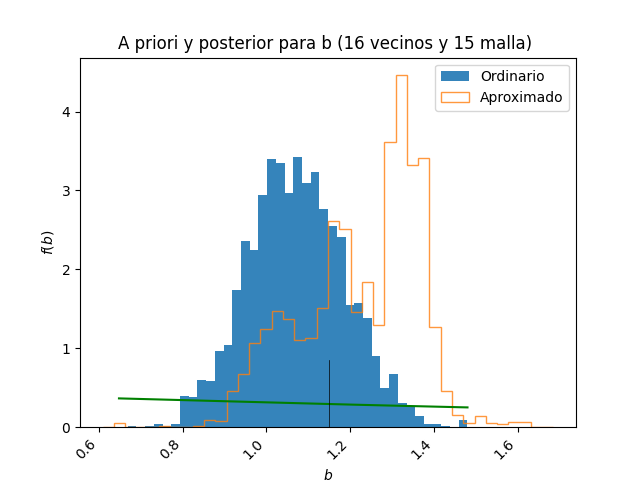 A priori y posterior para b (16 vecinos y 15 malla)
Ordinario
Aproximado
f(b)
4
3
2
1
0
0.6
0.8
1.0
1.2
1.4
1.6
b